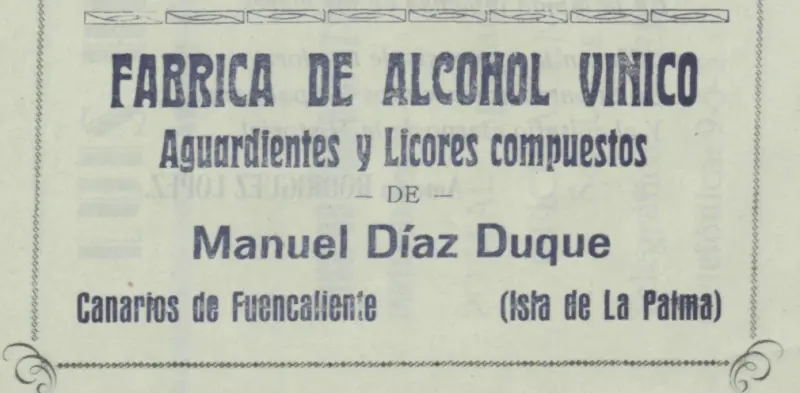 FABRICA DE ALCOHOL VINICO
Aguardientes y Licores compuestos
— DE —
Manuel Díaz Duque
Canarios de Fuencaliente (Isla de La Palma)